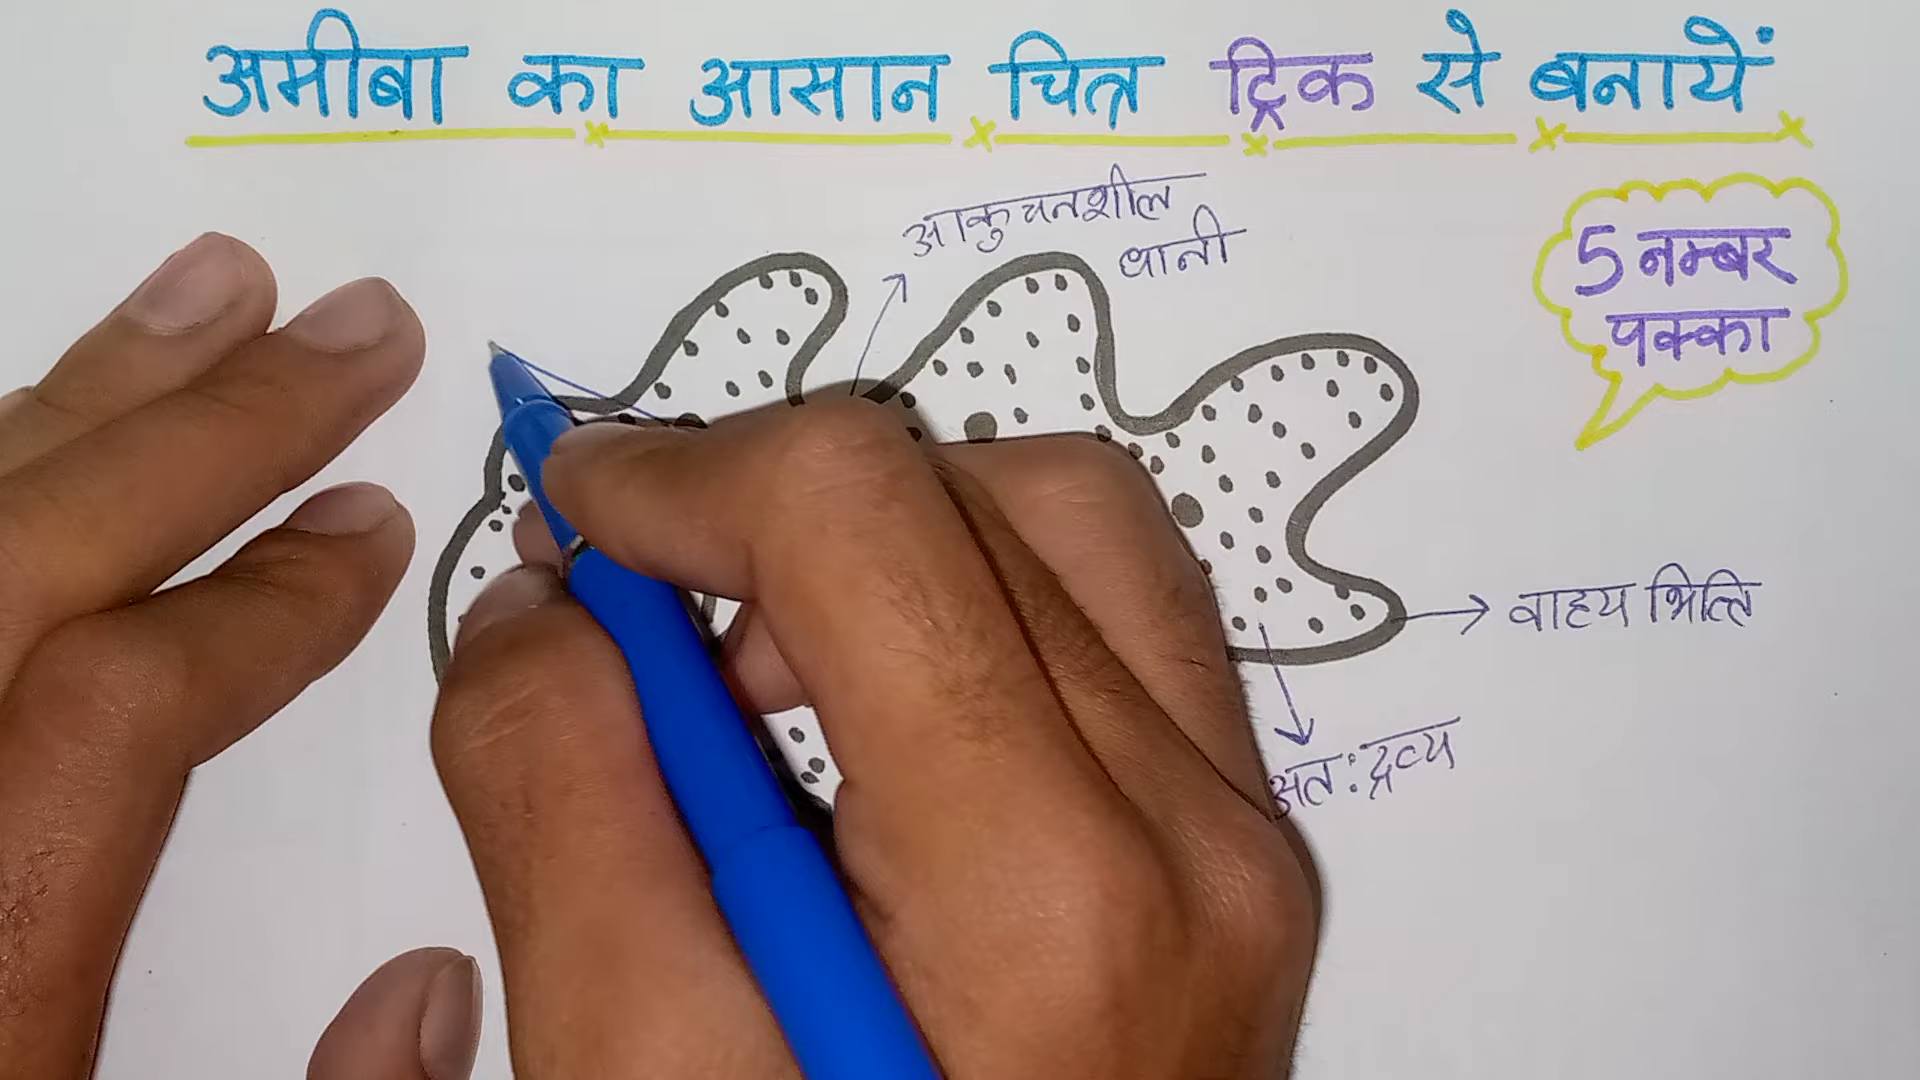 अमीबा का आसान चित्र ट्रिक से बनायें
आकुचनशील
धानी
5 नम्बर
पक्का
वाहय भित्ति
अंत: द्रव्य